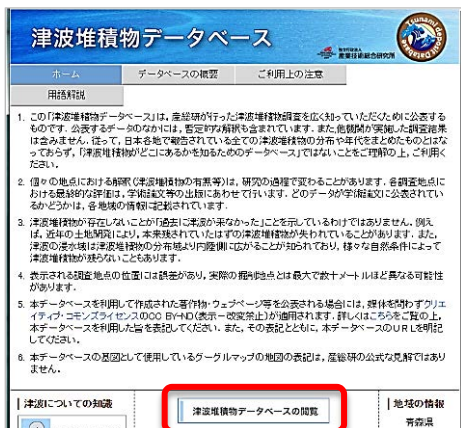 津波堆積物データベース
産業技術総合研究所
Tsunami Deposit Database
ホーム
データベースの概要
ご利用上の注意
用語解説
1. この「津波堆積物データベース」は、産総研が行った津波堆積物調査を広く知っていただくために公表する
ものです。公表するデータのなかには、暫定的な解釈も含まれています。また、他機関が実施した調査結果
は含みません。従って、日本各地で報告されている全ての津波堆積物の分布や年代をまとめたものとはな
っておらず、「津波堆積物がどこにあるかを知るためのデータベース」ではないことをご理解の上、ご利用く
ださい。
2. 個々の地点における解釈(津波堆積物の有無等)は、研究の過程で変わることがあります。各調査地点に
おける最終的な評価は、学術論文等の出版にあわせて行います。どのデータが学術論文に公表されてい
るかどうかは、各地域の情報に記載されています。
3. 津波堆積物が存在しないことが「過去に津波が来なかった」ことを示しているわけではありません。例え
ば、近年の土地開発により、本来残されていたはずの津波堆積物が失われていることがあります。また、
津波の浸水域は津波堆積物の分布域より内陸側に広がることが知られており、様々な自然条件によって
津波堆積物が残らないこともあります。
4. 表示される調査地点の位置には誤差があり、実際の掘削地点とは最大で数十メートルほど異なる可能性
があります。
5. 本データベースを利用して作成された著作物・ウェブページ等を公表される場合には、媒体を問わずクリエ
イティブ・コモンズライセンスのCC BY-ND(表示－改変禁止)が適用されます。詳しくはこちらをご覧の上、
本データベースを利用した旨を表記してください。また、その表記とともに、本データベースのURLを明記
してください。
6. 本データベースの基図として使用しているグーグルマップの地図の表記は、産総研の公式な見解ではあり
ません。
津波についての知識
津波堆積物データベースの閲覧
地域の情報
青森県